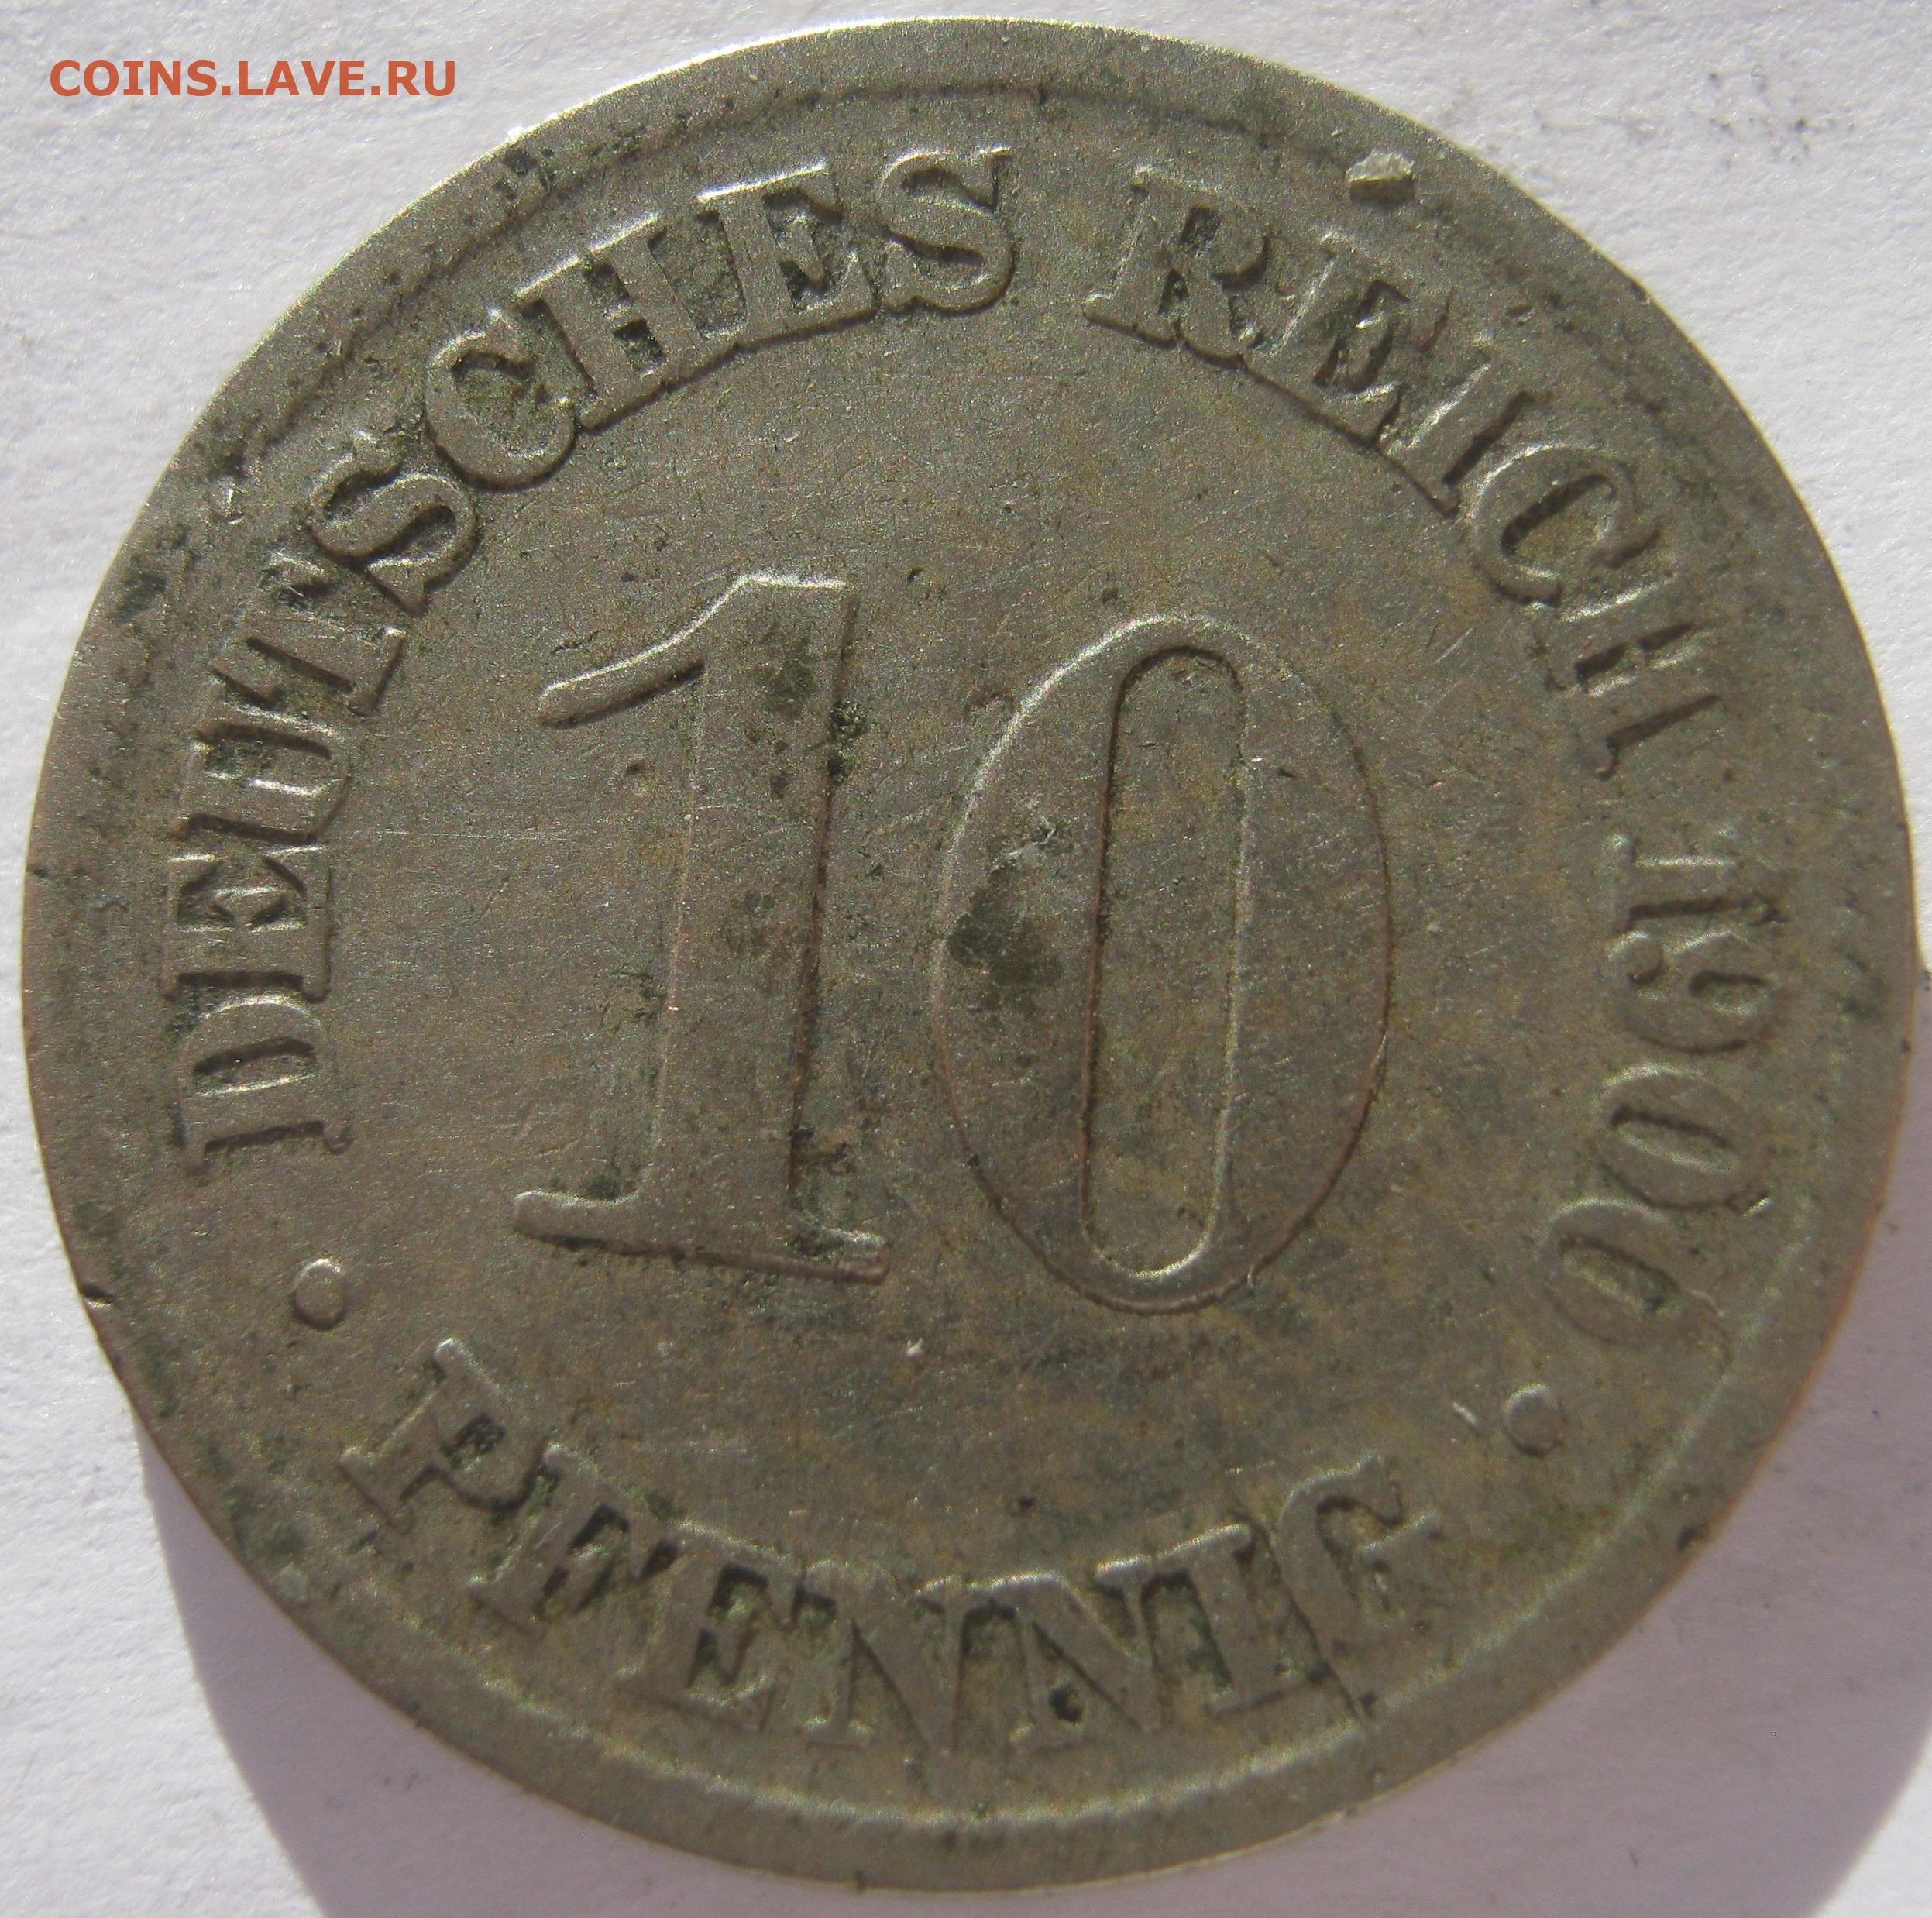 COINS.LAVE.RU
DEUTSCHES REICH 1900
10
• PFENNIG •